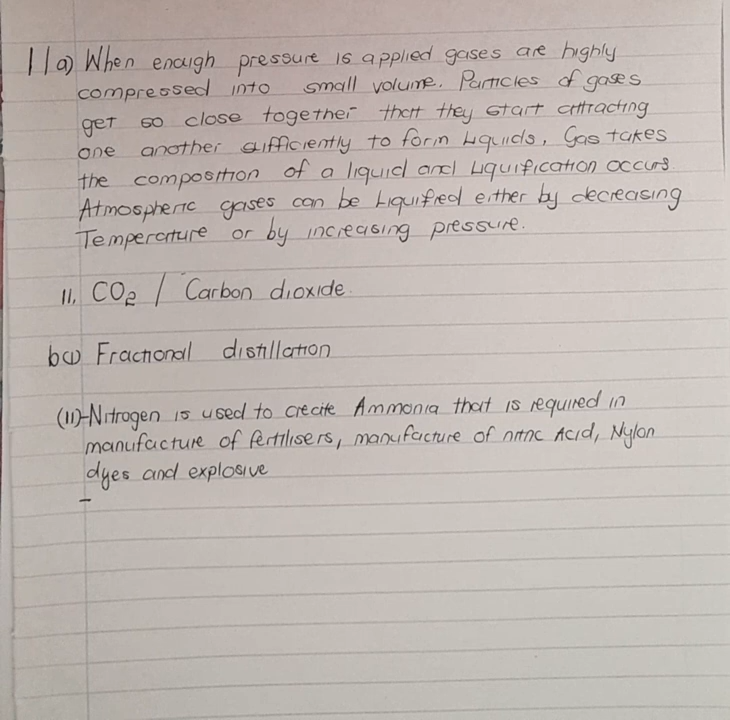 11a) When enough pressure is applied gases are highly
compressed into small volume. Particles of gases
get so close together that they start attracting
one another sufficiently to form liquids. Gas takes
the composition of a liquid and liquification occurs
Atmospheric gases can be liquified either by decreasing
Temperature or by increasing pressure.
11. CO₂ / Carbon dioxide.
b(i) Fractional distillation
(11)-Nitrogen is used to create Ammonia that is required in
manufacture of fertilisers, manufacture of nitric Acid, Nylon
dyes and explosive